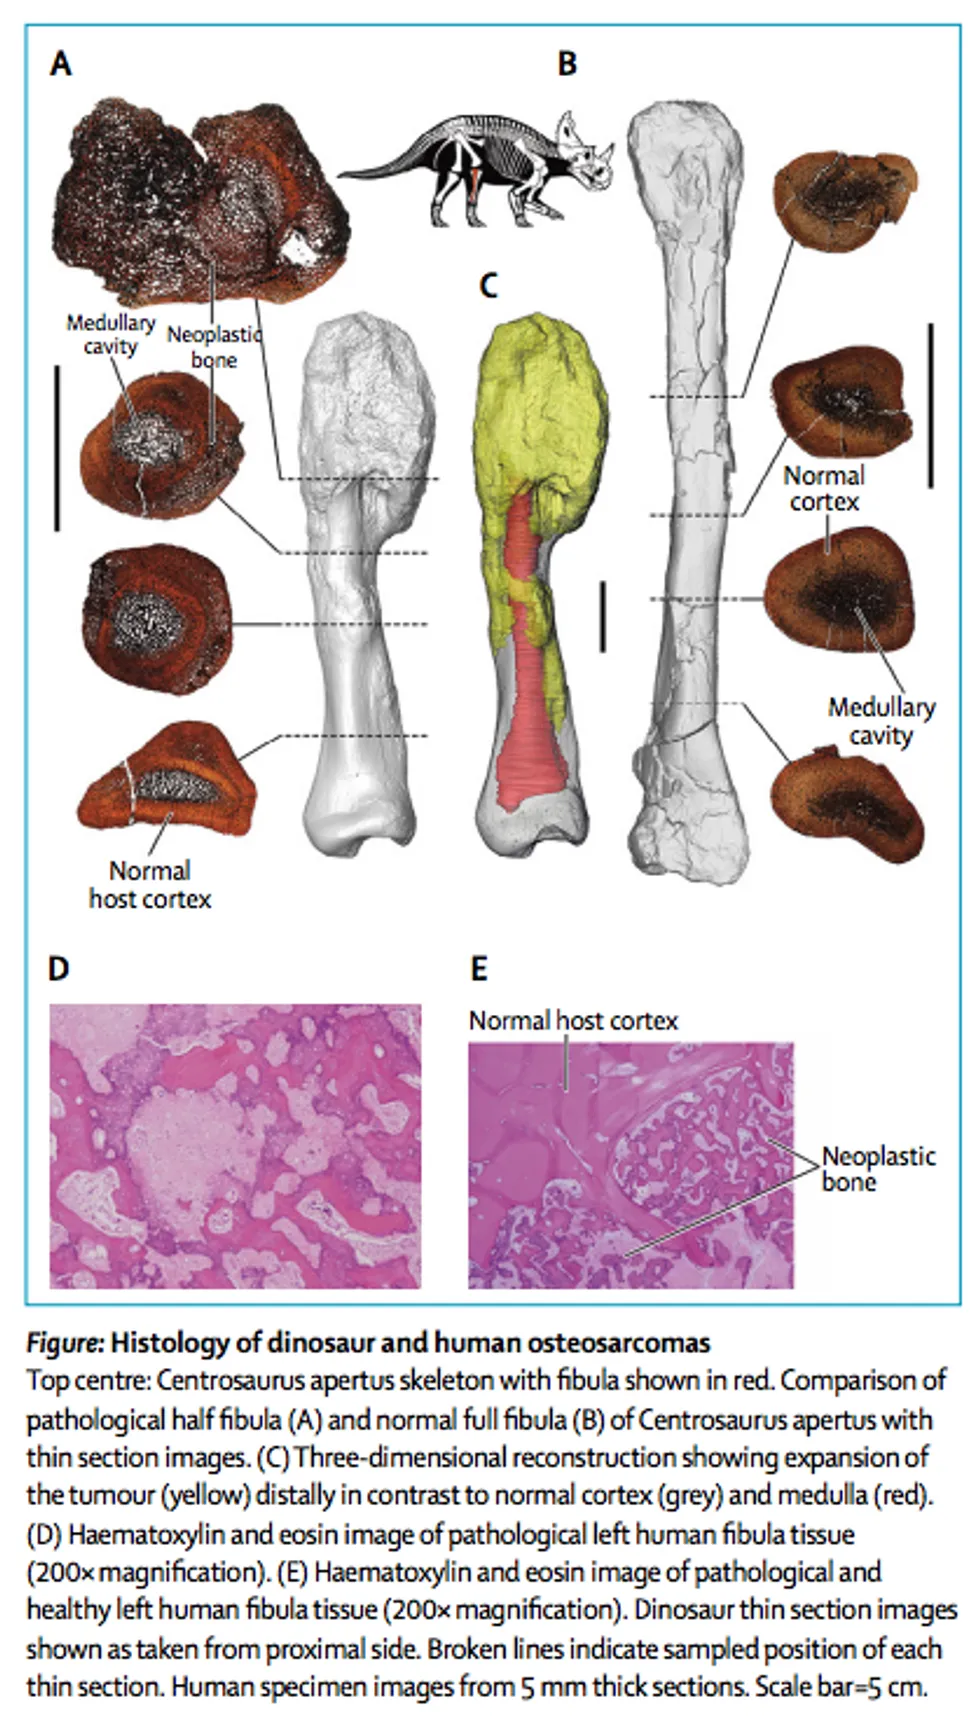 A
B
C
Medullary
cavity
Neoplastic
bone
Normal
cortex
Medullary
cavity
Normal
host cortex
D
E
Normal host cortex
Neoplastic
bone
Figure: Histology of dinosaur and human osteosarcomas
Top centre: Centrosaurus apertus skeleton with fibula shown in red. Comparison of
pathological half fibula (A) and normal full fibula (B) of Centrosaurus apertus with
thin section images. (C) Three-dimensional reconstruction showing expansion of
the tumour (yellow) distally in contrast to normal cortex (grey) and medulla (red).
(D) Haematoxylin and eosin image of pathological left human fibula tissue
(200× magnification). (E) Haematoxylin and eosin image of pathological and
healthy left human fibula tissue (200× magnification). Dinosaur thin section images
shown as taken from proximal side. Broken lines indicate sampled position of each
thin section. Human specimen images from 5 mm thick sections. Scale bar=5 cm.